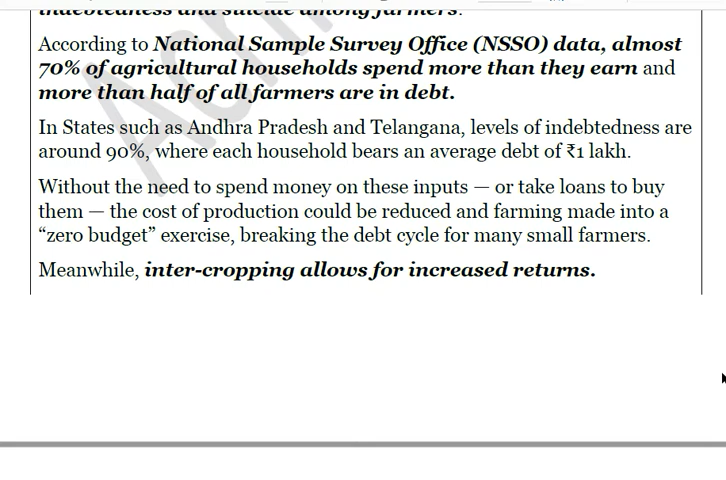 indebtedness and suicide among farmers.
According to National Sample Survey Office (NSSO) data, almost
70% of agricultural households spend more than they earn and
more than half of all farmers are in debt.
In States such as Andhra Pradesh and Telangana, levels of indebtedness are
around 90%, where each household bears an average debt of ₹1 lakh.
Without the need to spend money on these inputs — or take loans to buy
them — the cost of production could be reduced and farming made into a
“zero budget” exercise, breaking the debt cycle for many small farmers.
Meanwhile, inter-cropping allows for increased returns.